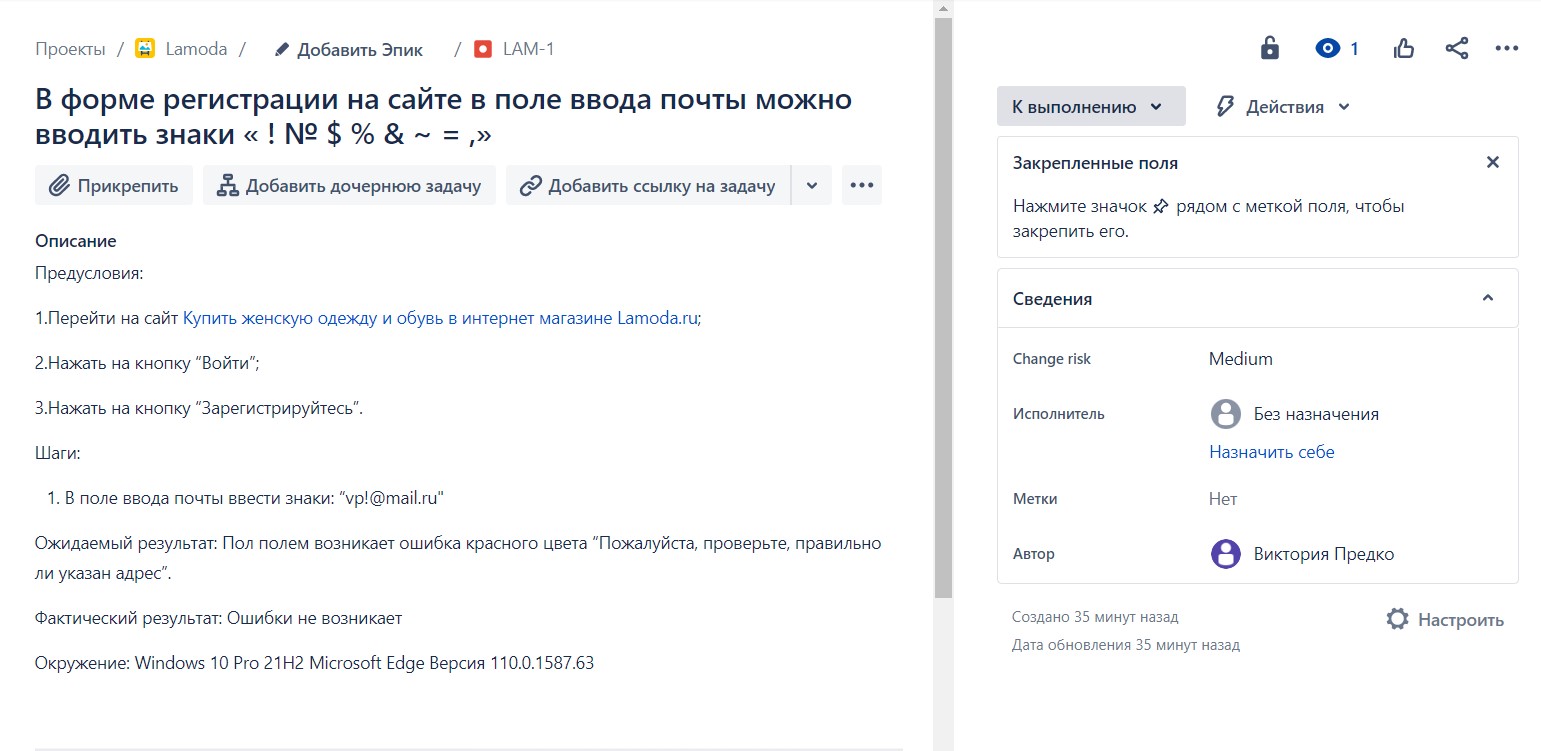 Проекты / Lamoda / Добавить Эпик / LAM-1
В форме регистрации на сайте в поле ввода почты можно
вводить знаки « ! № $ % & ~ = ,»
Прикрепить Добавить дочернюю задачу Добавить ссылку на задачу
Описание
Предусловия:
1.Перейти на сайт Купить женскую одежду и обувь в интернет магазине Lamoda.ru;
2.Нажать на кнопку “Войти”;
3.Нажать на кнопку “Зарегистрируйтесь”.
Шаги:
1. В поле ввода почты ввести знаки: “vp!@mail.ru"
Ожидаемый результат: Пол полем возникает ошибка красного цвета “Пожалуйста, проверьте, правильно
ли указан адрес”.
Фактический результат: Ошибки не возникает
Окружение: Windows 10 Pro 21H2 Microsoft Edge Версия 110.0.1587.63
1
К выполнению Действия
Закрепленные поля
Нажмите значок рядом с меткой поля, чтобы
закрепить его.
Сведения
Change risk Medium
Исполнитель Без назначения
Назначить себе
Метки Нет
Автор Виктория Предко
Создано 35 минут назад
Настроить
Дата обновления 35 минут назад